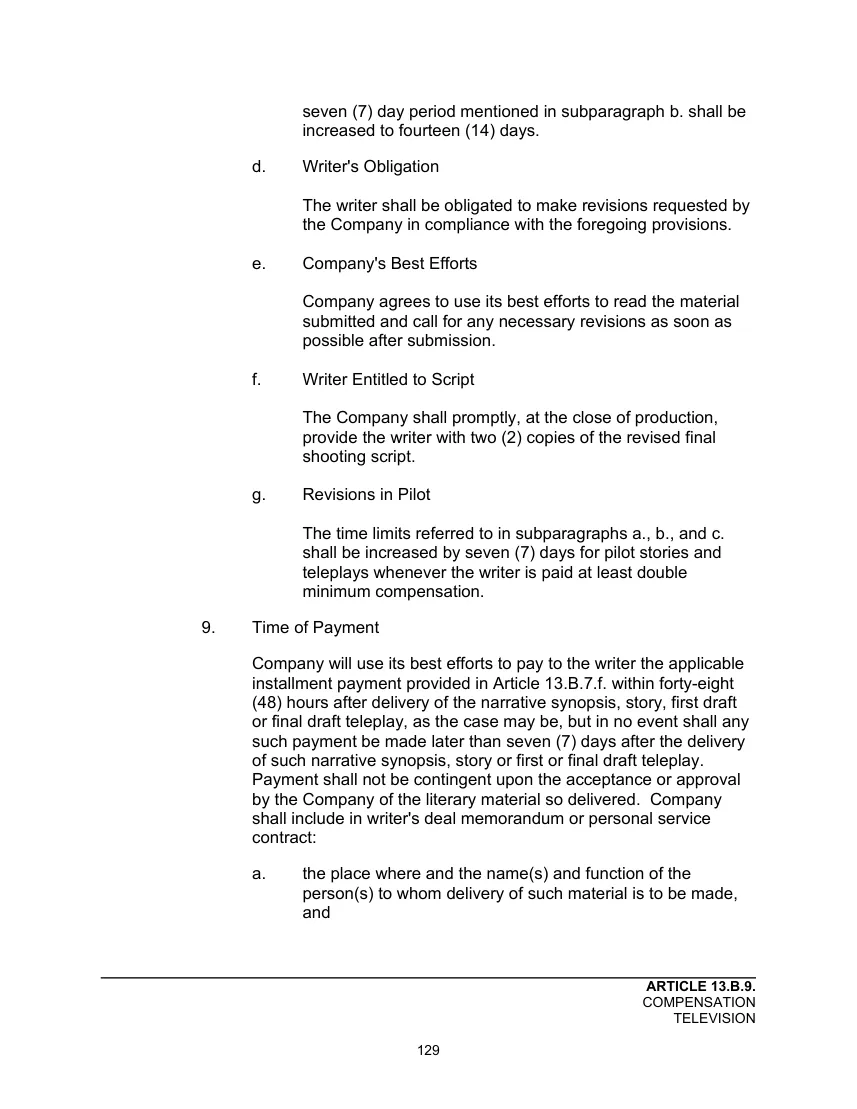 seven (7) day period mentioned in subparagraph b. shall be
increased to fourteen (14) days.
d. Writer's Obligation
The writer shall be obligated to make revisions requested by
the Company in compliance with the foregoing provisions.
e. Company's Best Efforts
Company agrees to use its best efforts to read the material
submitted and call for any necessary revisions as soon as
possible after submission.
f. Writer Entitled to Script
The Company shall promptly, at the close of production,
provide the writer with two (2) copies of the revised final
shooting script.
g. Revisions in Pilot
The time limits referred to in subparagraphs a., b., and c.
shall be increased by seven (7) days for pilot stories and
teleplays whenever the writer is paid at least double
minimum compensation.
9. Time of Payment
Company will use its best efforts to pay to the writer the applicable
installment payment provided in Article 13.B.7.f. within forty-eight
(48) hours after delivery of the narrative synopsis, story, first draft
or final draft teleplay, as the case may be, but in no event shall any
such payment be made later than seven (7) days after the delivery
of such narrative synopsis, story or first or final draft teleplay.
Payment shall not be contingent upon the acceptance or approval
by the Company of the literary material so delivered.  Company
shall include in writer's deal memorandum or personal service
contract:
a. the place where and the name(s) and function of the
person(s) to whom delivery of such material is to be made,
and
ARTICLE 13.B.9.
COMPENSATION
TELEVISION
129